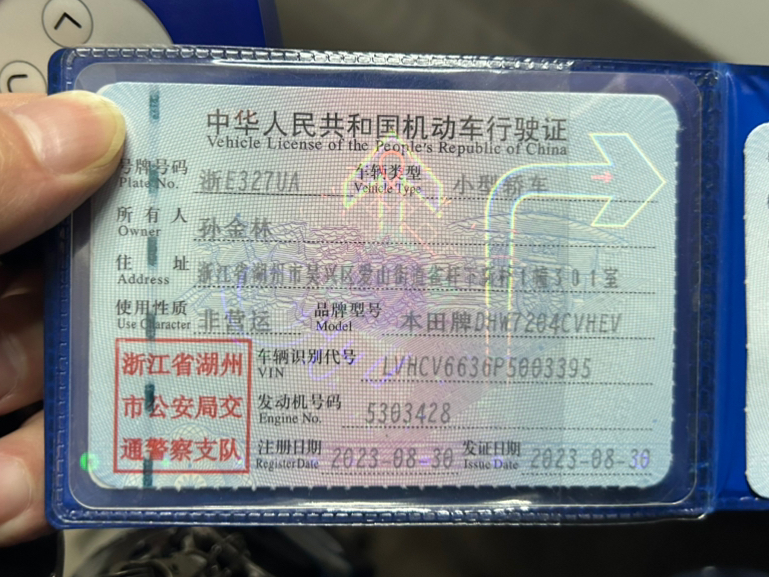 中华人民共和国机动车行驶证
Vehicle License of the People's Republic of China
号牌号码 浙E327UA 车辆类型 小型轿车
Plate No. Vehicle Type
所有人 孙金林
Owner
住址 浙江省湖州市吴兴区爱山街道 1幢301室
Address
使用性质 非营运 品牌型号 本田牌DHW7204CVHEV
Use Character Model
浙江省湖州 车辆识别代号 LVHCV6636P5003395
VIN
市公安局交 发动机号码 5303428
Engine No.
通警察支队 注册日期 2023-08-30 发证日期 2023-08-30
Register Date Issue Date